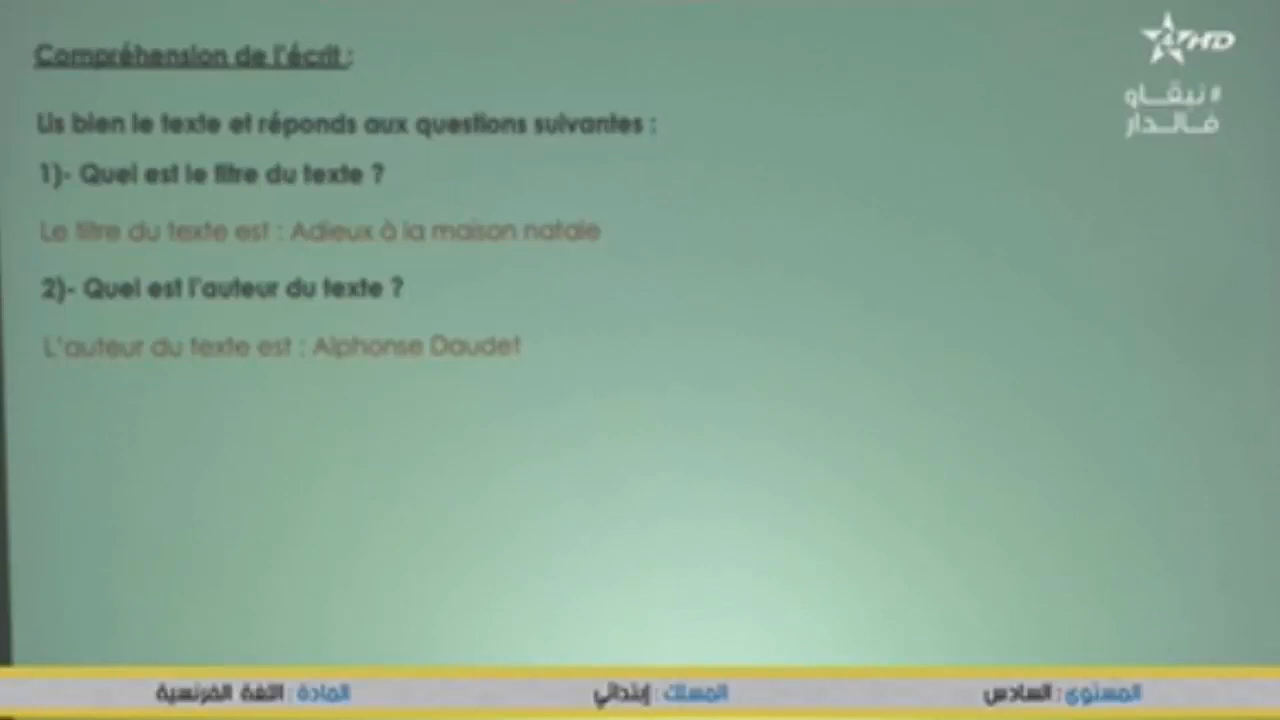 Compréhension de l'écrit :
Lis bien le texte et réponds aux questions suivantes :
1)- Quel est le titre du texte ?
Le titre du texte est : Adieux à la maison natale
2)- Quel est l'auteur du texte ?
L'auteur du texte est : Alphonse Daudet
HD
#نبقاو
فالدار
المستوى : السادس
المسلك : إبتدائي
المادة : اللغة الفرنسية